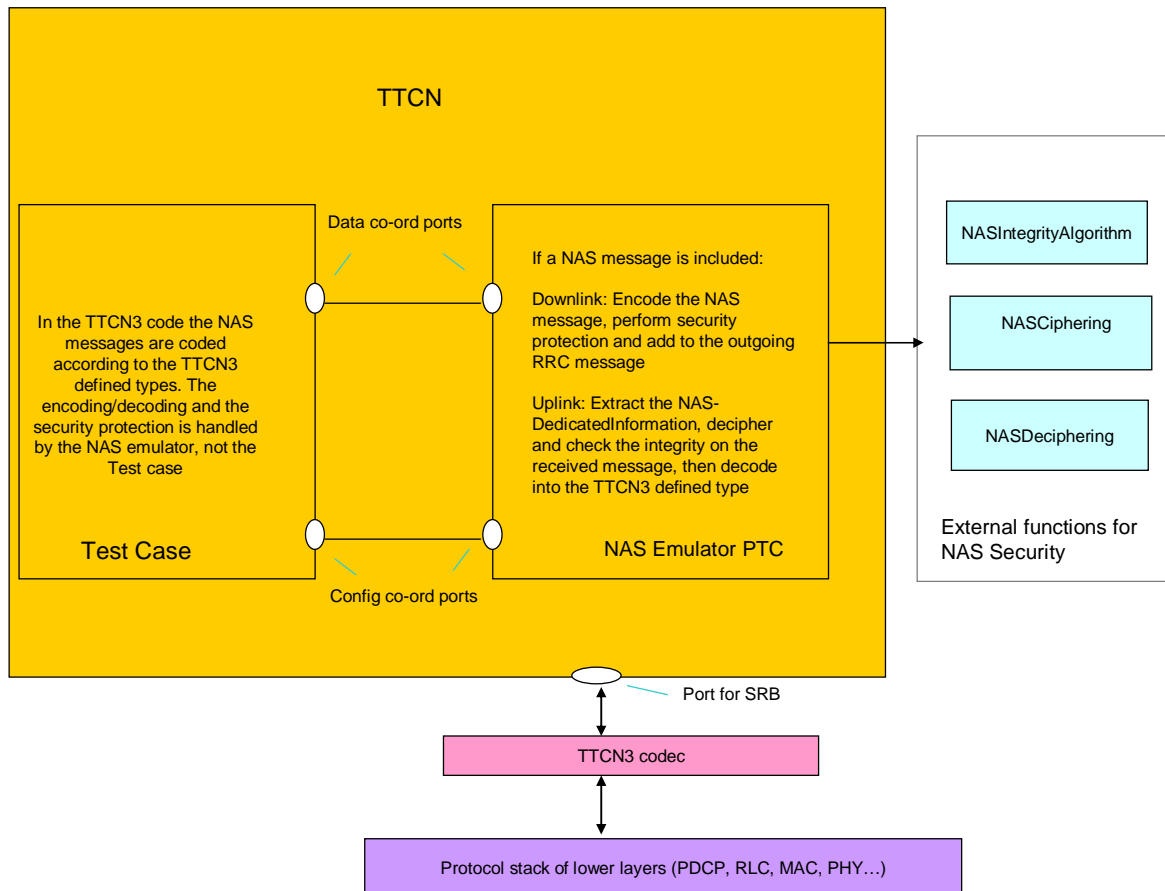 TTCN
Data co-ord ports
In the TTCN3 code the NAS
messages are coded
according to the TTCN3
defined types. The
encoding/decoding and the
security protection is handled
by the NAS emulator, not the
Test case
Test Case
If a NAS message is included:
Downlink: Encode the NAS
message, perform security
protection and add to the outgoing
RRC message
Uplink: Extract the NAS-
DedicatedInformation, decipher
and check the integrity on the
received message, then decode
into the TTCN3 defined type
NAS Emulator PTC
Config co-ord ports
NASIntegrityAlgorithm
NASCiphering
NASDeciphering
External functions for
NAS Security
Port for SRB
TTCN3 codec
Protocol stack of lower layers (PDCP, RLC, MAC, PHY…)